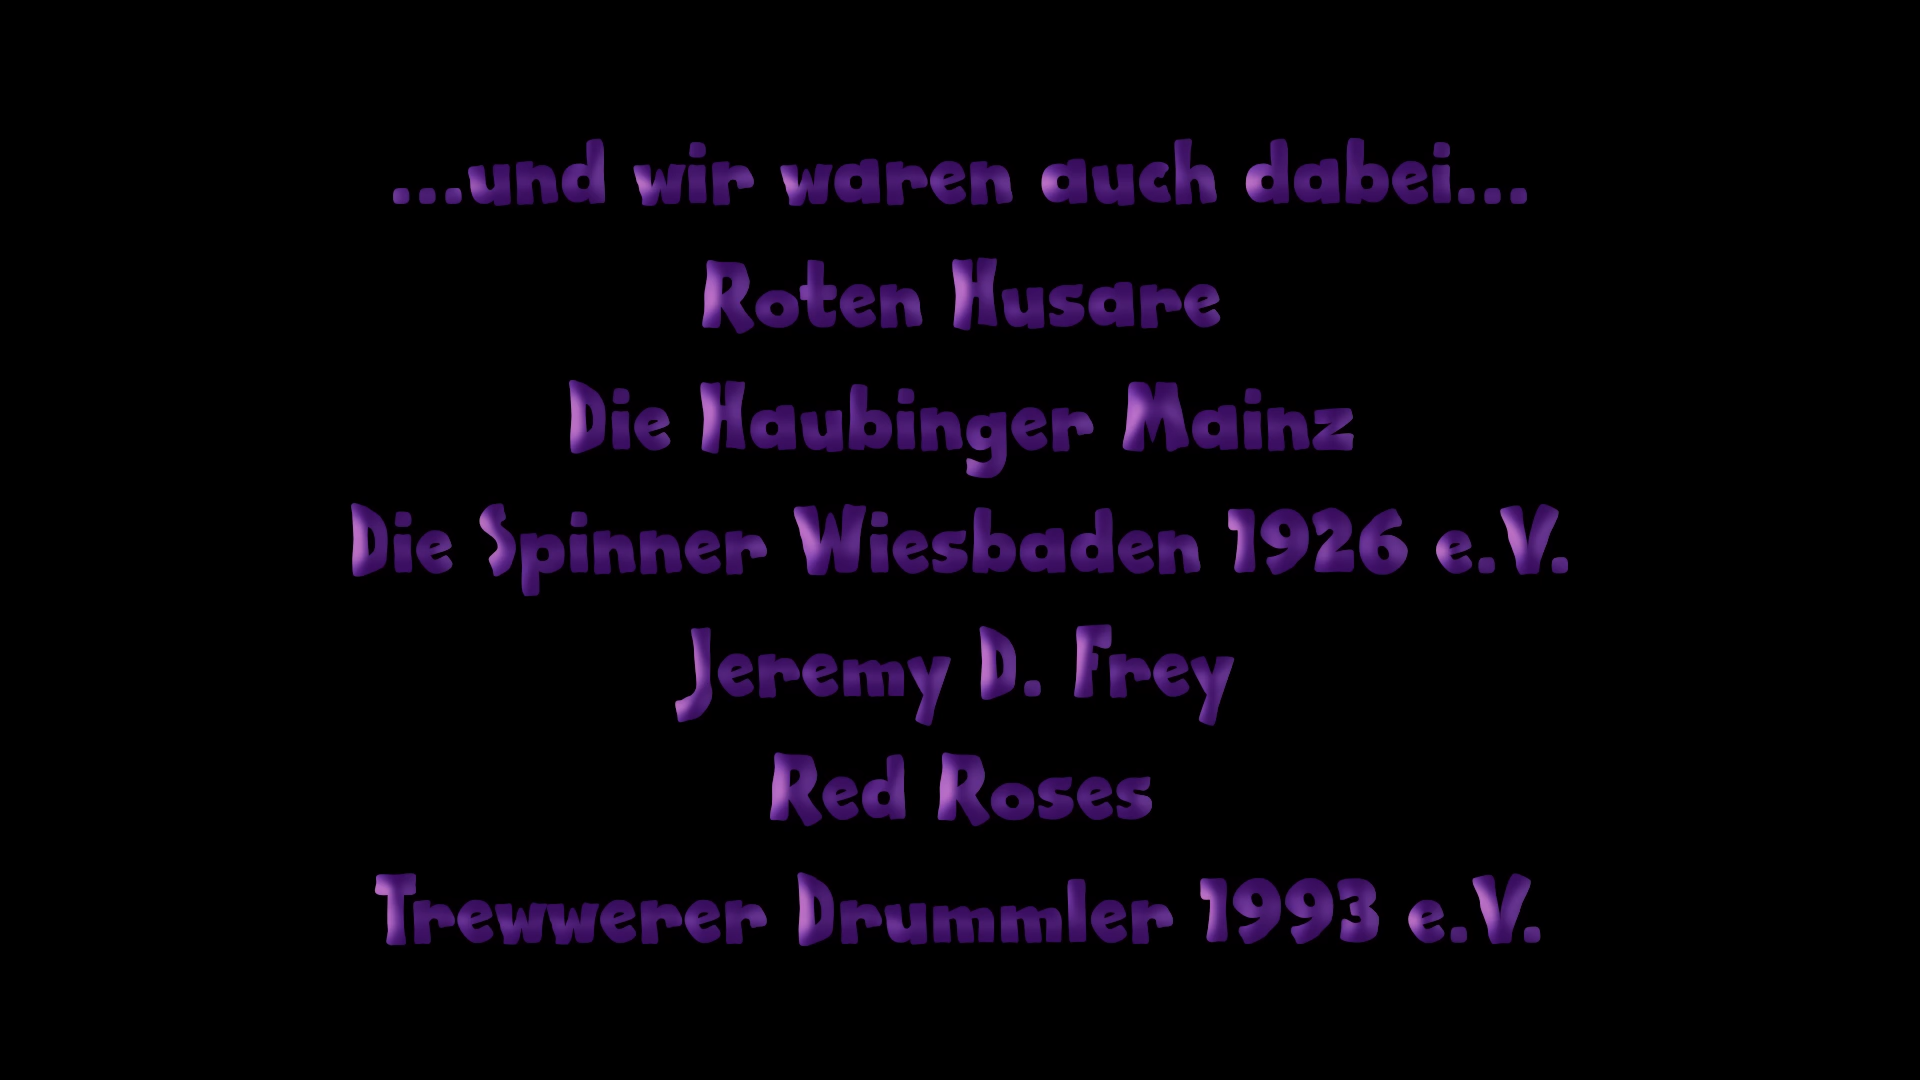 ...und wir waren auch dabei...
Roten Husare
Die Haubinger Mainz
Die Spinner Wiesbaden 1926 e.V.
Jeremy D. Frey
Red Roses
Trewwerer Drummler 1993 e.V.